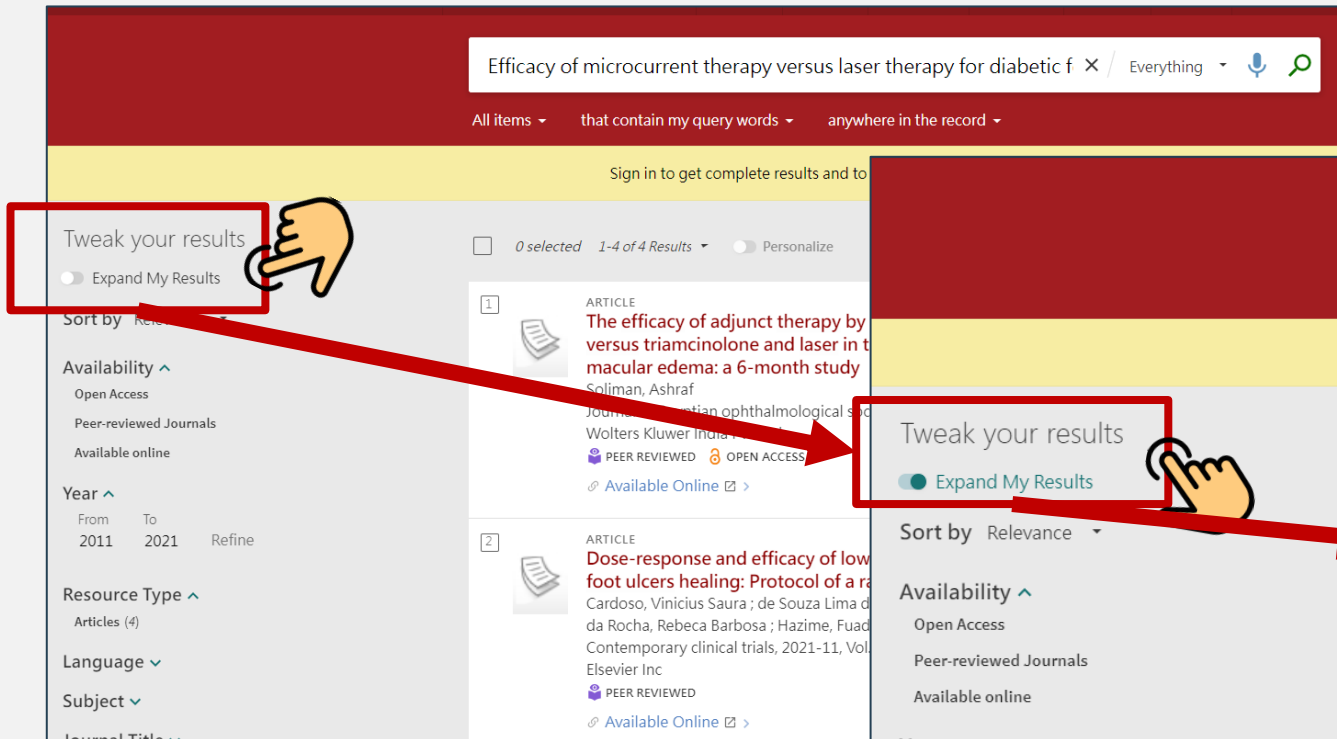 Efficacy of microcurrent therapy versus laser therapy for diabetic f
Everything
All items that contain my query words anywhere in the record
Sign in to get complete results and to
Tweak your results
Expand My Results
Sort by
Availability
Open Access
Peer-reviewed Journals
Available online
Year
From To
2011 2021 Refine
Resource Type
Articles (4)
Language
Subject
0 selected 1-4 of 4 Results Personalize
1
ARTICLE
The efficacy of adjunct therapy by
versus triamcinolone and laser in t
macular edema: a 6-month study
Soliman, Ashraf
ophthalmological soc
Wolters Kluwer India
PEER REVIEWED OPEN ACCESS
Available Online
2
ARTICLE
Dose-response and efficacy of low
foot ulcers healing: Protocol of a ra
Cardoso, Vinicius Saura ; de Souza Lima d
da Rocha, Rebeca Barbosa ; Hazime, Fuad
Contemporary clinical trials, 2021-11, Vol.
Elsevier Inc
PEER REVIEWED
Available Online
Tweak your results
Expand My Results
Sort by Relevance
Availability
Open Access
Peer-reviewed Journals
Available online